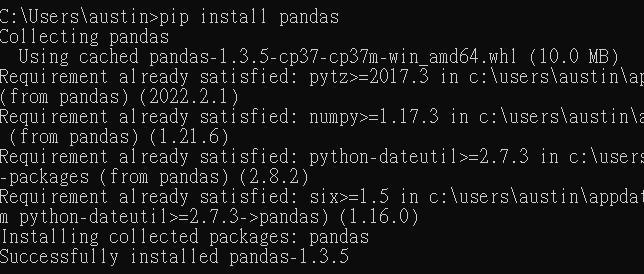 C:\Users\austin>pip install pandas
Collecting pandas
  Using cached pandas-1.3.5-cp37-cp37m-win_amd64.whl (10.0 MB)
Requirement already satisfied: pytz>=2017.3 in c:\users\austin\app
(from pandas) (2022.2.1)
Requirement already satisfied: numpy>=1.17.3 in c:\users\austin\a
 (from pandas) (1.21.6)
Requirement already satisfied: python-dateutil>=2.7.3 in c:\users
-packages (from pandas) (2.8.2)
Requirement already satisfied: six>=1.5 in c:\users\austin\appdat
m python-dateutil>=2.7.3->pandas) (1.16.0)
Installing collected packages: pandas
Successfully installed pandas-1.3.5